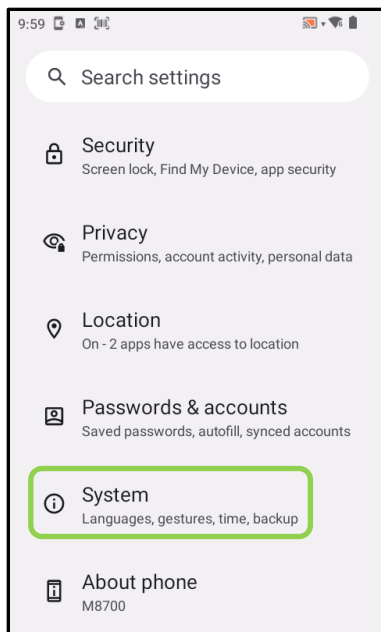 9:59
Search settings
Security
Screen lock, Find My Device, app security
Privacy
Permissions, account activity, personal data
Location
On - 2 apps have access to location
Passwords & accounts
Saved passwords, autofill, synced accounts
System
Languages, gestures, time, backup
About phone
M8700